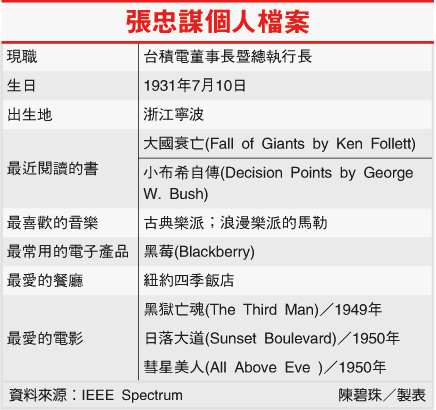 張忠謀個人檔案
現職 台積電董事長暨總執行長
生日 1931年7月10日
出生地 浙江寧波
最近閱讀的書 大國衰亡(Fall of Giants by Ken Follett)
小布希自傳(Decision Points by George
W. Bush)
最喜歡的音樂 古典樂派；浪漫樂派的馬勒
最常用的電子產品 黑莓(Blackberry)
最愛的餐廳 紐約四季飯店
最愛的電影 黑獄亡魂(The Third Man)／1949年
日落大道(Sunset Boulevard)／1950年
彗星美人(All Above Eve )／1950年
資料來源：IEEE Spectrum 陳碧珠／製表